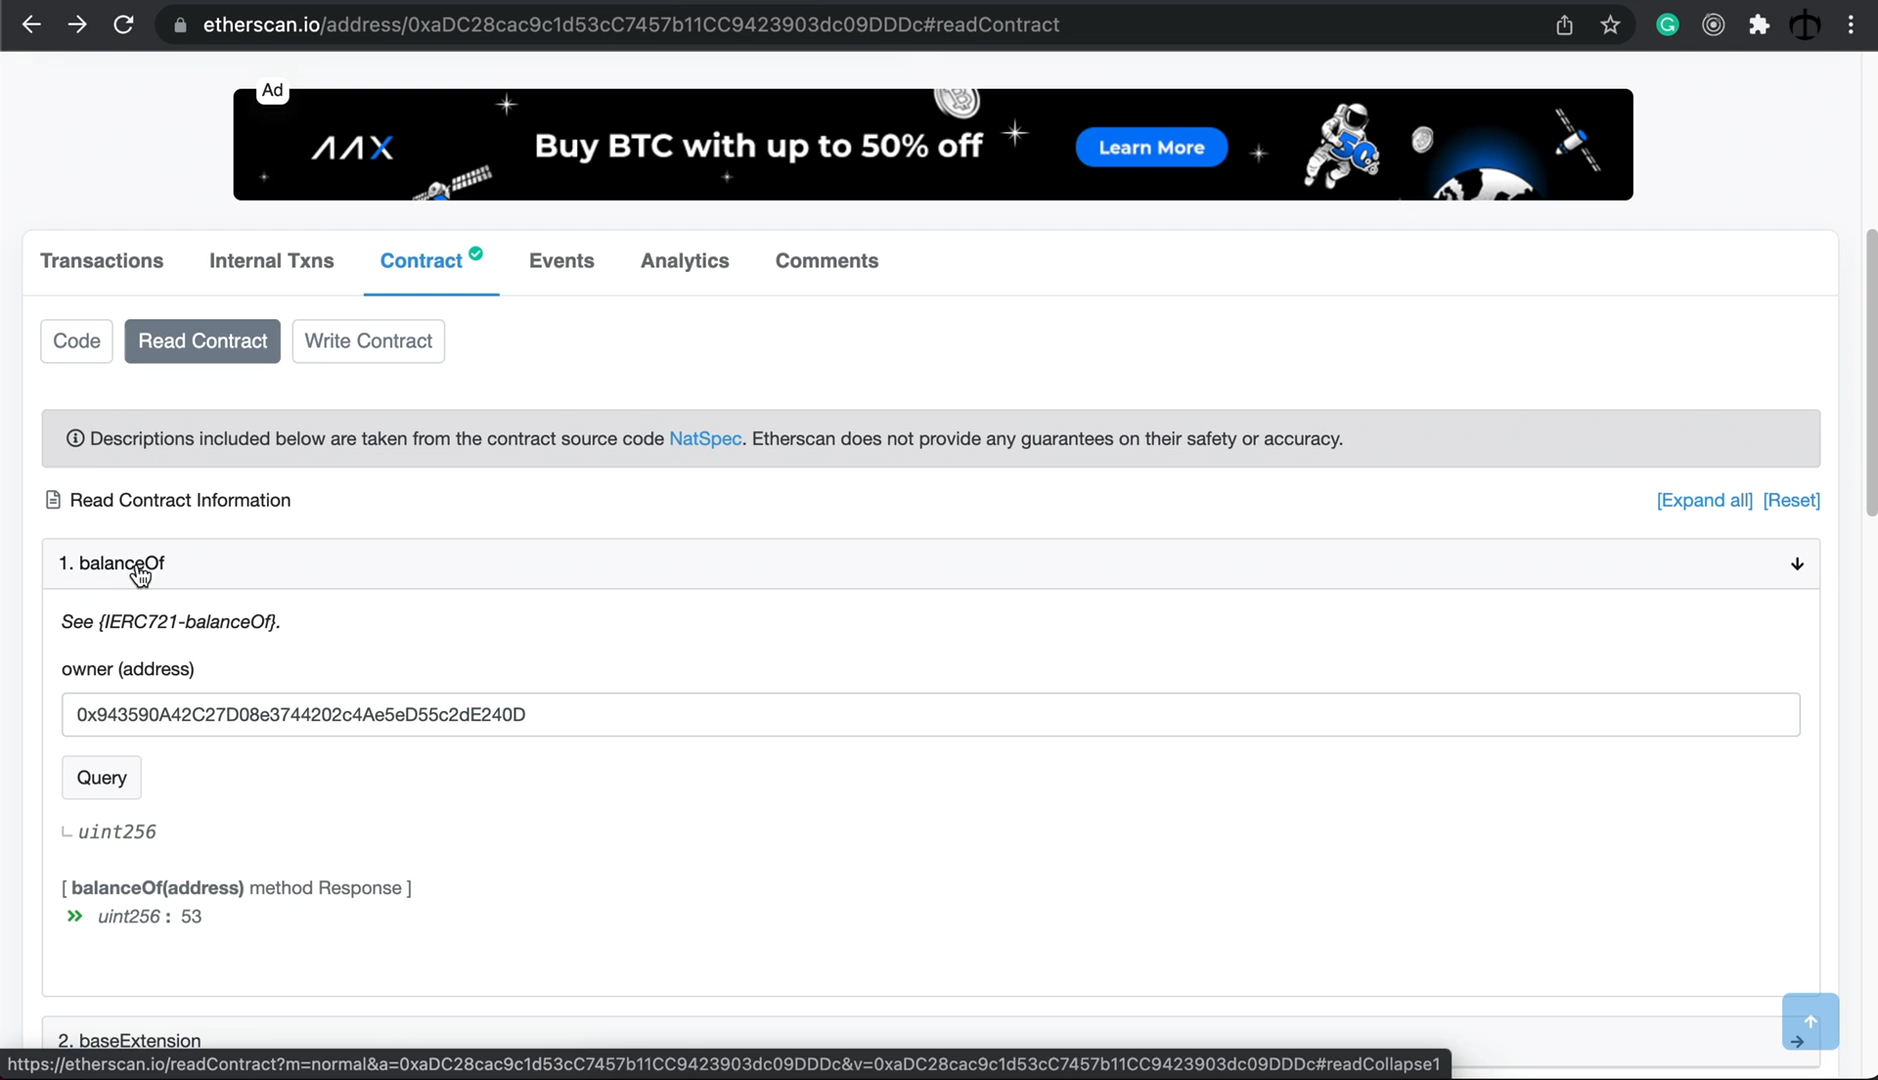 etherscan.io/address/0xaDC28cac9c1d53cC7457b11CC9423903dc09DDDc#readContract
Ad
AAX
Buy BTC with up to 50% off
Learn More
50
Transactions
Internal Txns
Contract
Events
Analytics
Comments
Code
Read Contract
Write Contract
Descriptions included below are taken from the contract source code NatSpec. Etherscan does not provide any guarantees on their safety or accuracy.
Read Contract Information
[Expand all] [Reset]
1. balanceOf
See {IERC721-balanceOf}.
owner (address)
0x943590A42C27D08e3744202c4Ae5eD55c2dE240D
Query
uint256
[ balanceOf(address) method Response ]
uint256 : 53
2. baseExtension
https://etherscan.io/readContract?m=normal&a=0xaDC28cac9c1d53cC7457b11CC9423903dc09DDDc&v=0xaDC28cac9c1d53cC7457b11CC9423903dc09DDDc#readCollapse1